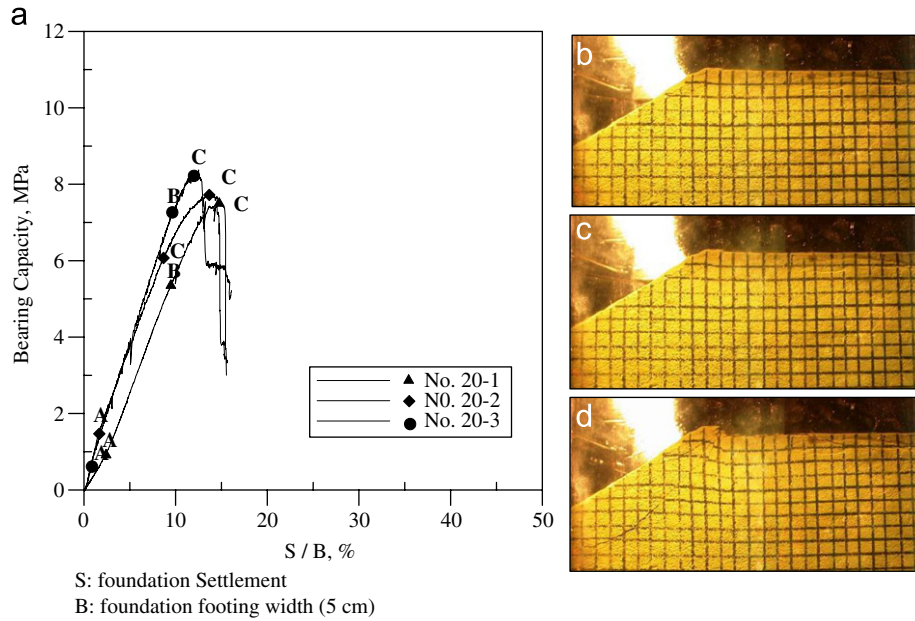 a
12
10
8
6
4
2
0
Bearing Capacity, MPa
C
B
C
C
C
B
A
A
A
No. 20-1
N0. 20-2
No. 20-3
0
10
20
30
40
50
S / B, %
S: foundation Settlement
B: foundation footing width (5 cm)
b
c
d